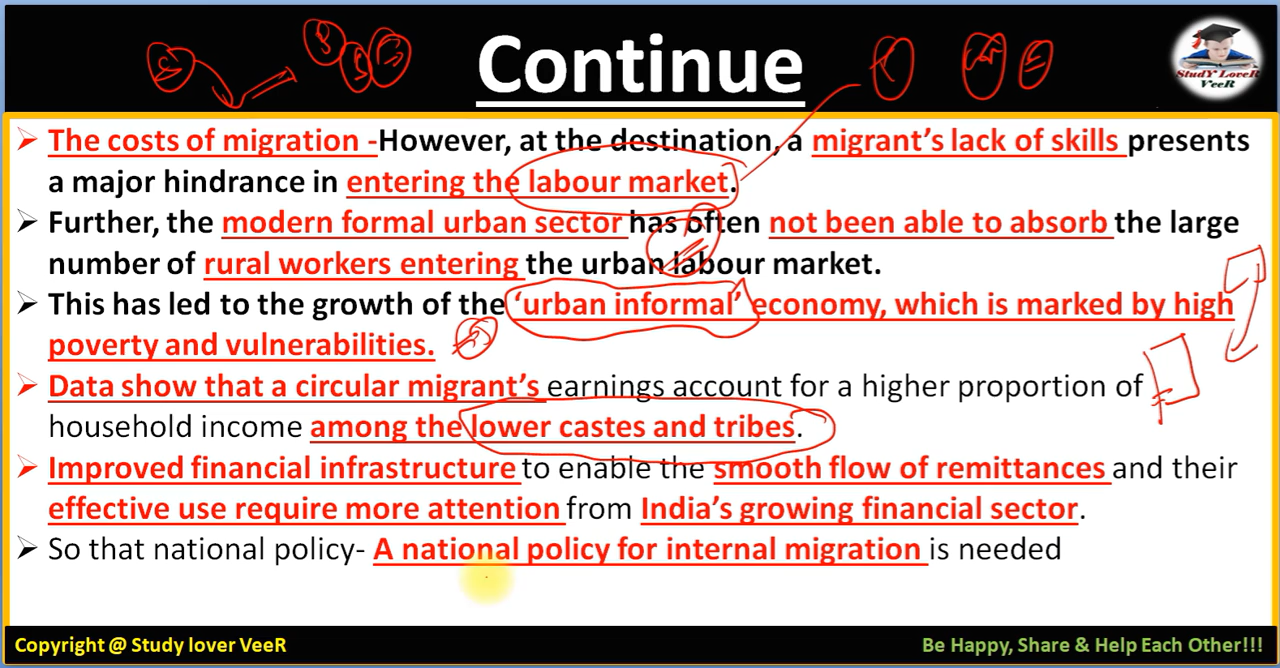 Continue
StudY LoveR
VeeR
➢ The costs of migration -However, at the destination, a migrant’s lack of skills presents
a major hindrance in entering the labour market.
➢ Further, the modern formal urban sector has often not been able to absorb the large
number of rural workers entering the urban labour market.
➢ This has led to the growth of the ‘urban informal’ economy, which is marked by high
poverty and vulnerabilities.
➢ Data show that a circular migrant’s earnings account for a higher proportion of
household income among the lower castes and tribes.
➢ Improved financial infrastructure to enable the smooth flow of remittances and their
effective use require more attention from India’s growing financial sector.
➢ So that national policy- A national policy for internal migration is needed
Copyright @ Study lover VeeR
Be Happy, Share & Help Each Other!!!